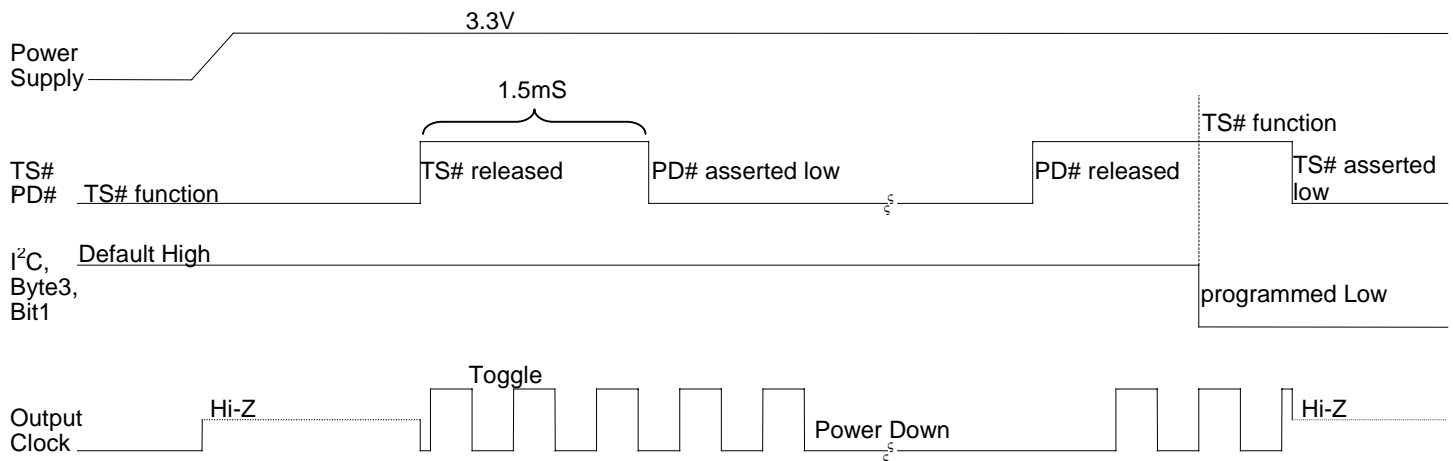 3.3V
Power
Supply
1.5mS
TS# function
TS#
PD#
TS# released
PD# asserted low
PD# released
TS# asserted
low
TS# function
Default High
I²C,
Byte3,
Bit1
programmed Low
Toggle
Output
Clock
Hi-Z
Power Down
Hi-Z